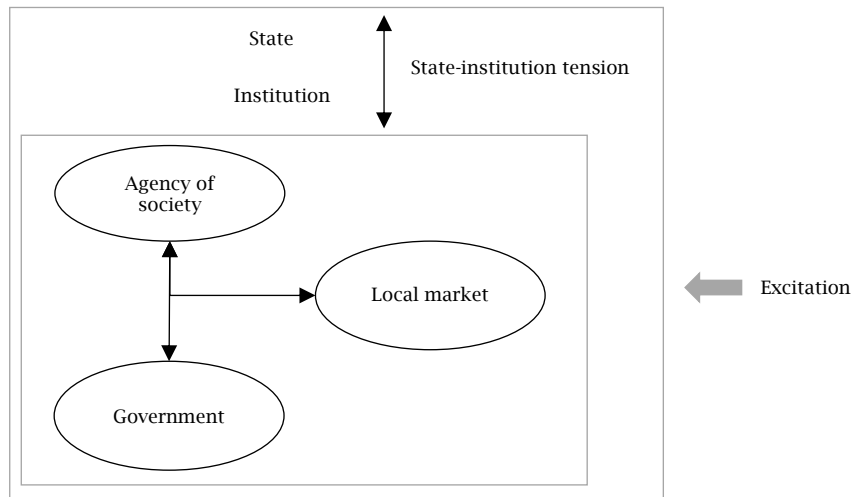 State
State-institution tension
Institution
Agency of
society
Local market
Excitation
Government